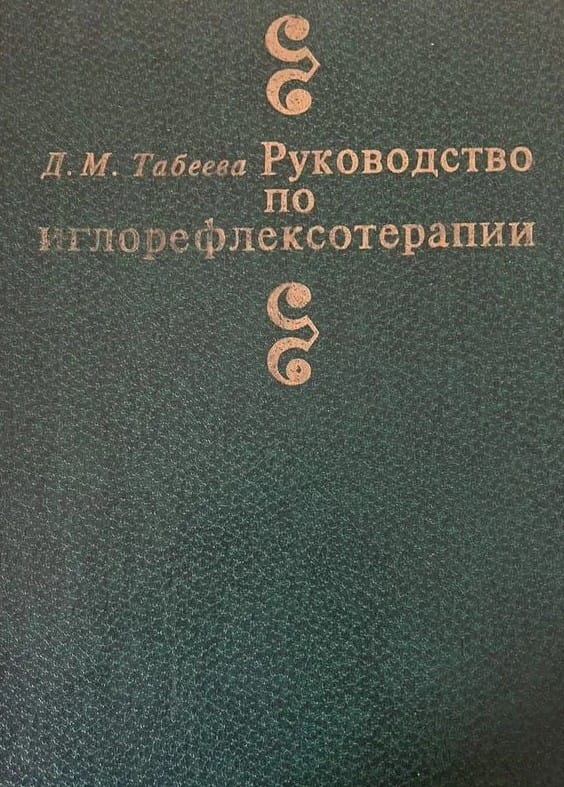 Д. М. Табеева Руководство
по
иглорефлексотерапии